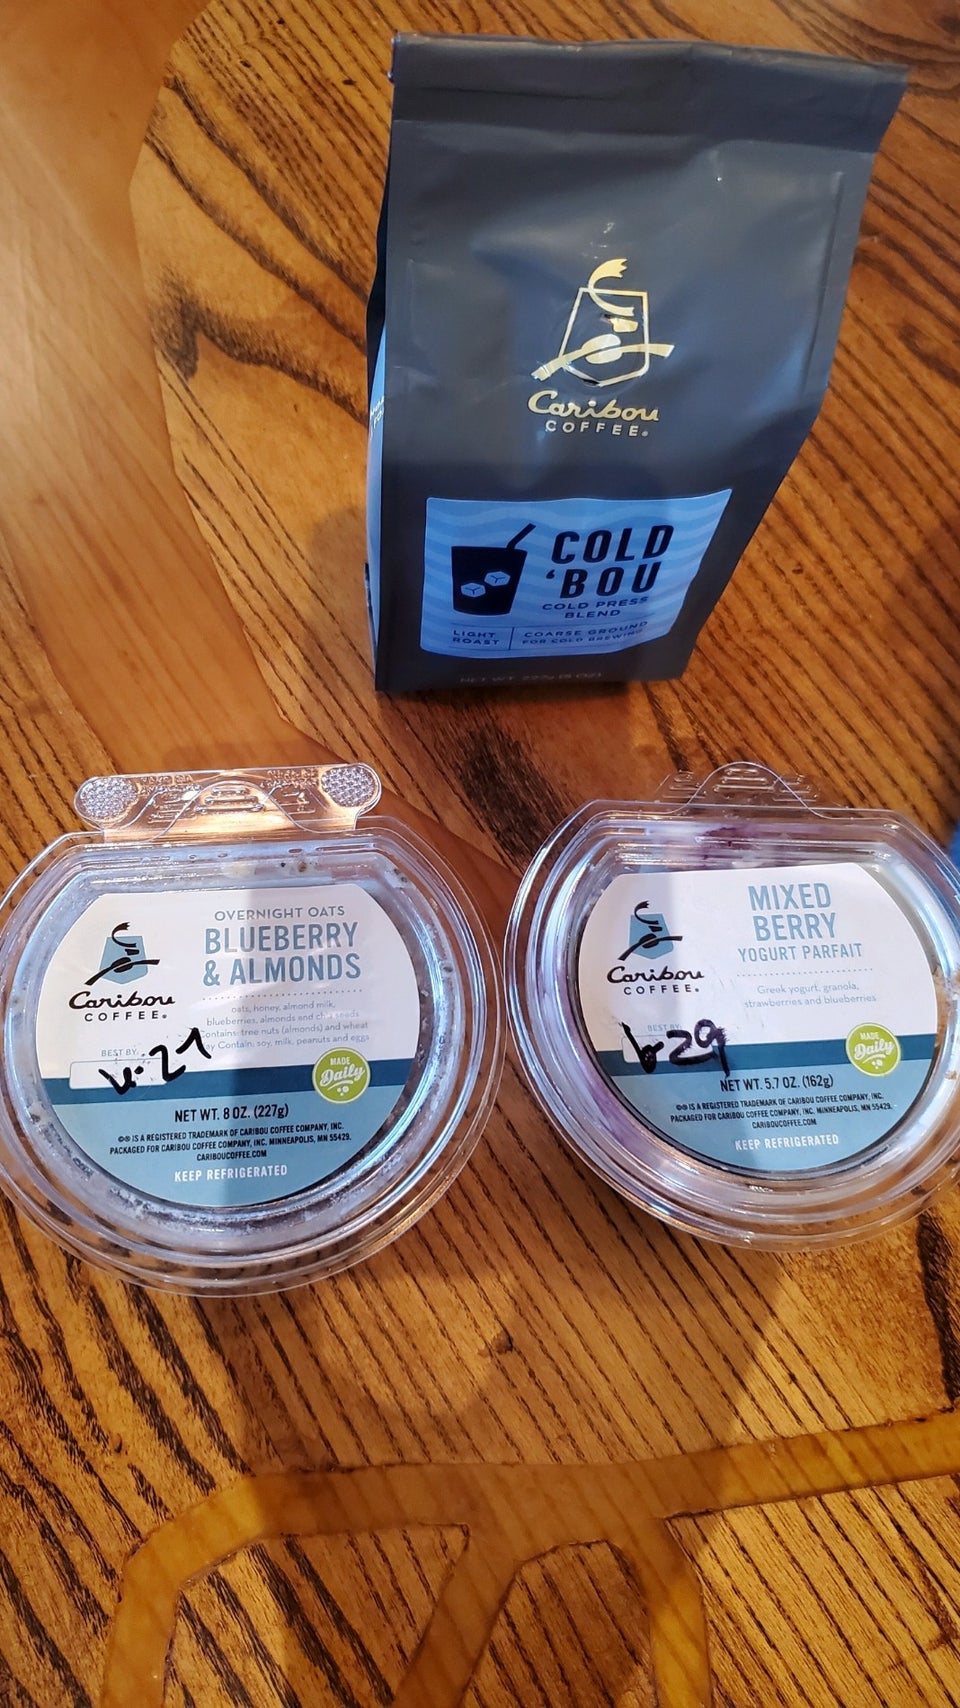 Caribou
COFFEE®
COLD
'BOU
COLD PRESS
BLEND
LIGHT
ROAST
COARSE GROUND
FOR COLD BREWING
NET WT. 227g (8 OZ)
OVERNIGHT OATS
BLUEBERRY
& ALMONDS
oats, honey, almond milk,
blueberries, almonds and chia seeds
Contains: tree nuts (almonds) and wheat
ay Contain: soy, milk, peanuts and eggs
Caribou
COFFEE®
BEST BY:
MADE
Daily
NET WT. 8 OZ. (227g)
©® IS A REGISTERED TRADEMARK OF CARIBOU COFFEE COMPANY, INC.
PACKAGED FOR CARIBOU COFFEE COMPANY, INC. MINNEAPOLIS, MN 55429.
CARIBOUCOFFEE.COM
KEEP REFRIGERATED
MIXED
BERRY
YOGURT PARFAIT
Greek yogurt, granola,
strawberries and blueberries
Caribou
COFFEE®
BEST BY:
29
MADE
Daily
NET WT. 5.7 OZ. (162g)
©® IS A REGISTERED TRADEMARK OF CARIBOU COFFEE COMPANY, INC.
PACKAGED FOR CARIBOU COFFEE COMPANY, INC. MINNEAPOLIS, MN 55429.
CARIBOUCOFFEE.COM
KEEP REFRIGERATED